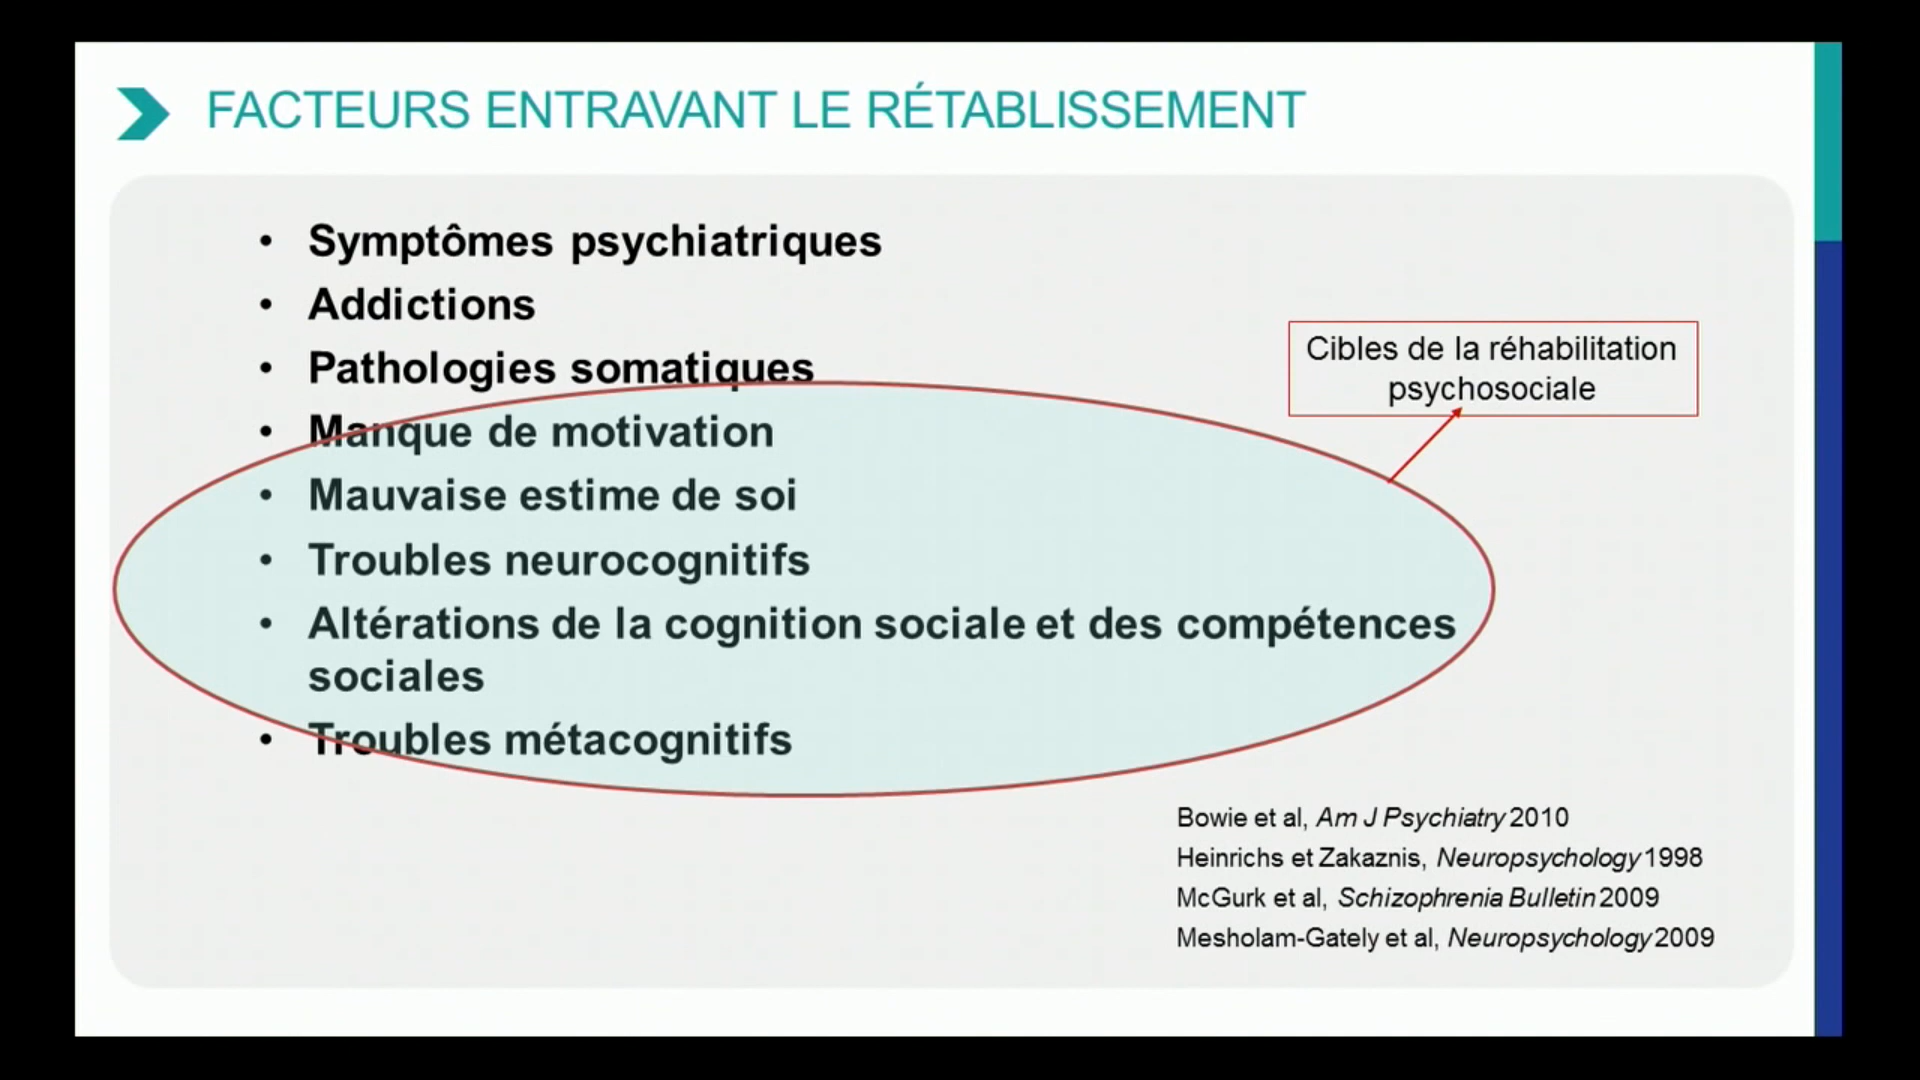 FACTEURS ENTRAVANT LE RÉTABLISSEMENT
• Symptômes psychiatriques
• Addictions
• Pathologies somatiques
• Manque de motivation
• Mauvaise estime de soi
• Troubles neurocognitifs
• Altérations de la cognition sociale et des compétences
sociales
• Troubles métacognitifs
Cibles de la réhabilitation
psychosociale
Bowie et al, Am J Psychiatry 2010
Heinrichs et Zakaznis, Neuropsychology 1998
McGurk et al, Schizophrenia Bulletin 2009
Mesholam-Gately et al, Neuropsychology 2009